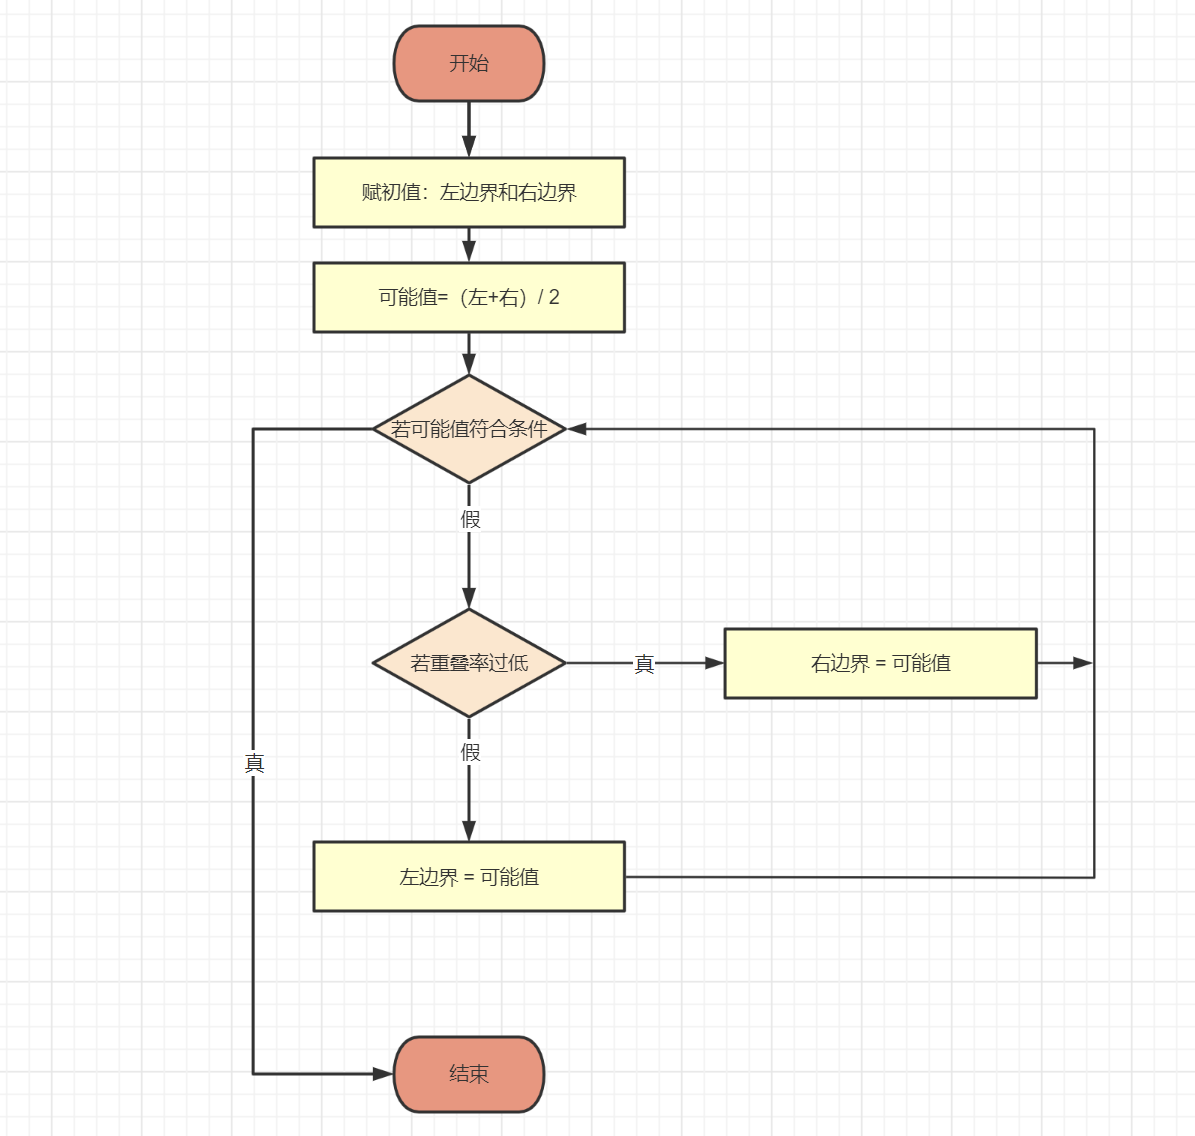 开始
赋初值：左边界和右边界
可能值=（左+右）/ 2
若可能值符合条件
假
若重叠率过低
真
右边界 = 可能值
假
真
左边界 = 可能值
结束